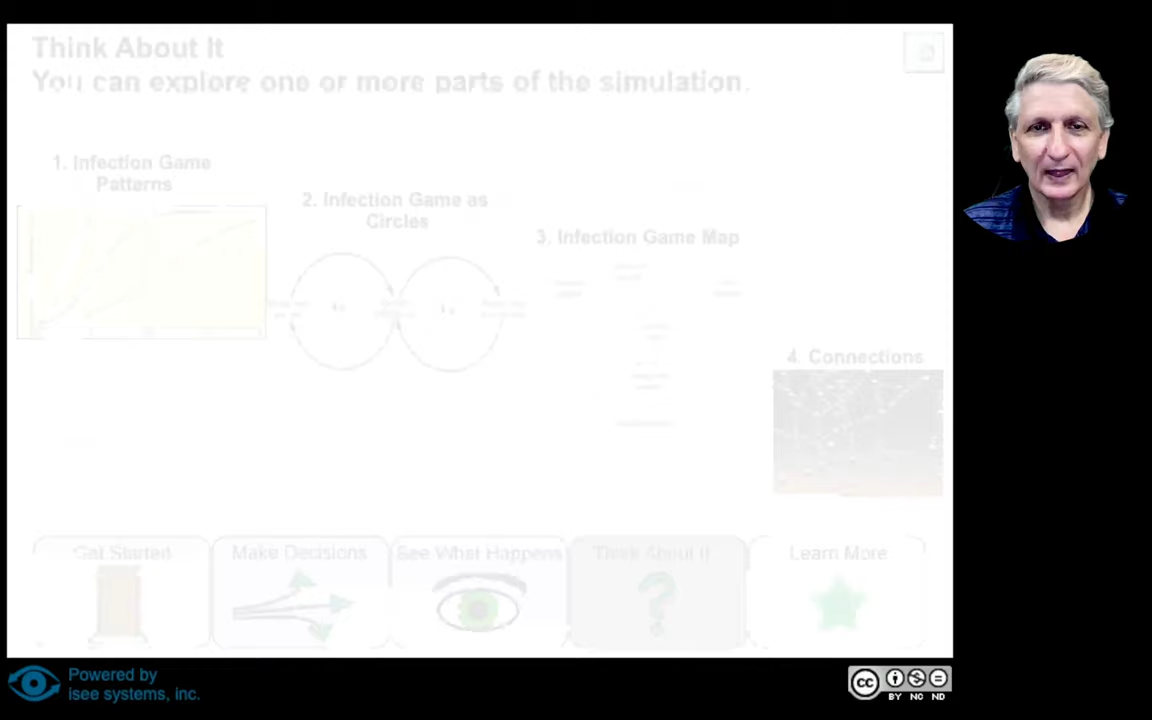 Think About It
You can explore one or more parts of the simulation.
1. Infection Game
Patterns
2. Infection Game as
Circles
3. Infection Game Map
4. Connections
Get Started
Make Decisions
See What Happens
Think About It
Learn More
Powered by
isee systems, inc.
cc
BY NC ND